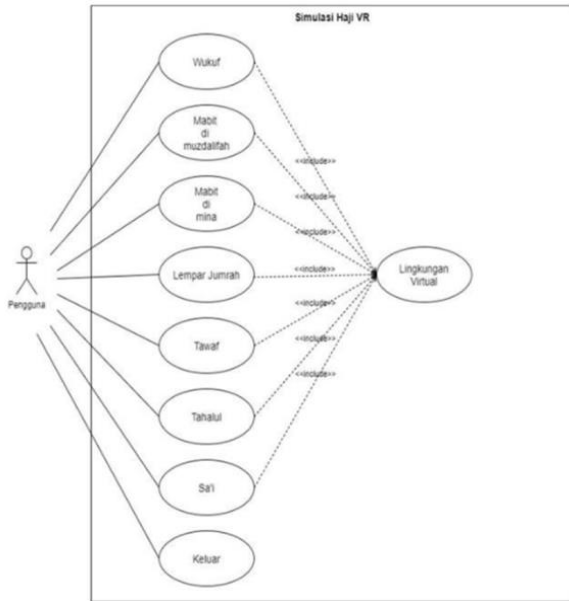 Simulasi Haji VR
Wukuf
Mabit
di
muzdalifah
<<include>>
<<include>>
Mabit
di
mina
<<include>>
Pengguna
Lempar Jumrah
<<include>>
Lingkungan
Virtual
<<include>>
Tawaf
<<include>>
<<include>>
Tahalul
Sa'i
Keluar